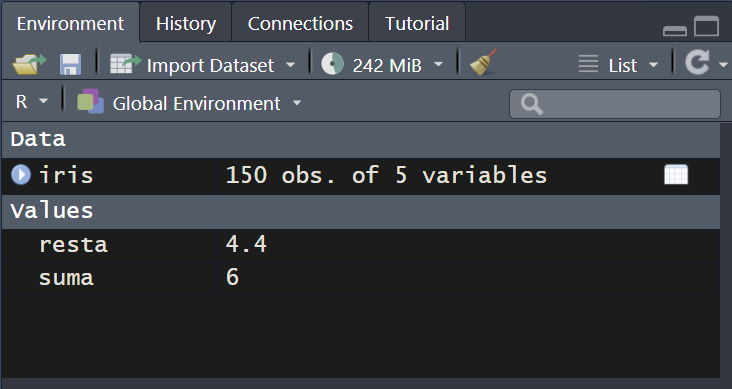 Environment History Connections Tutorial
Import Dataset 242 MiB List
R Global Environment
Data
iris 150 obs. of 5 variables
Values
resta 4.4
suma 6